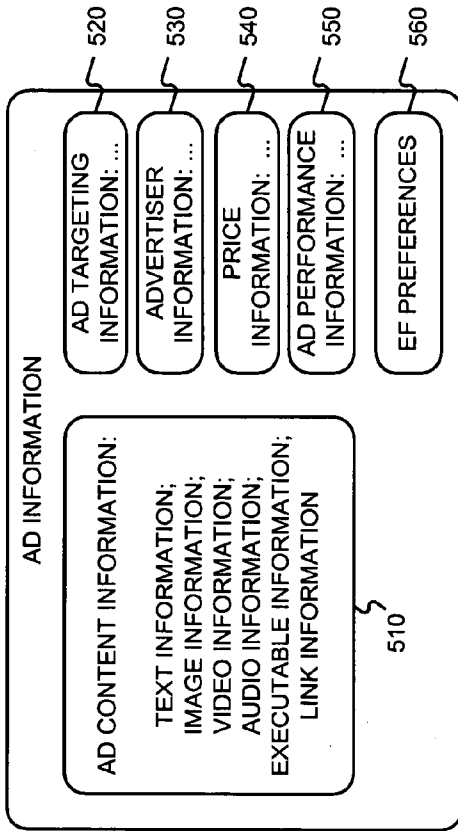 AD INFORMATION
AD CONTENT INFORMATION:
TEXT INFORMATION;
IMAGE INFORMATION;
VIDEO INFORMATION;
AUDIO INFORMATION;
EXECUTABLE INFORMATION;
LINK INFORMATION
510
AD TARGETING
INFORMATION: ...
520
ADVERTISER
INFORMATION: ...
530
PRICE
INFORMATION: ...
540
AD PERFORMANCE
INFORMATION: ...
550
EF PREFERENCES
560